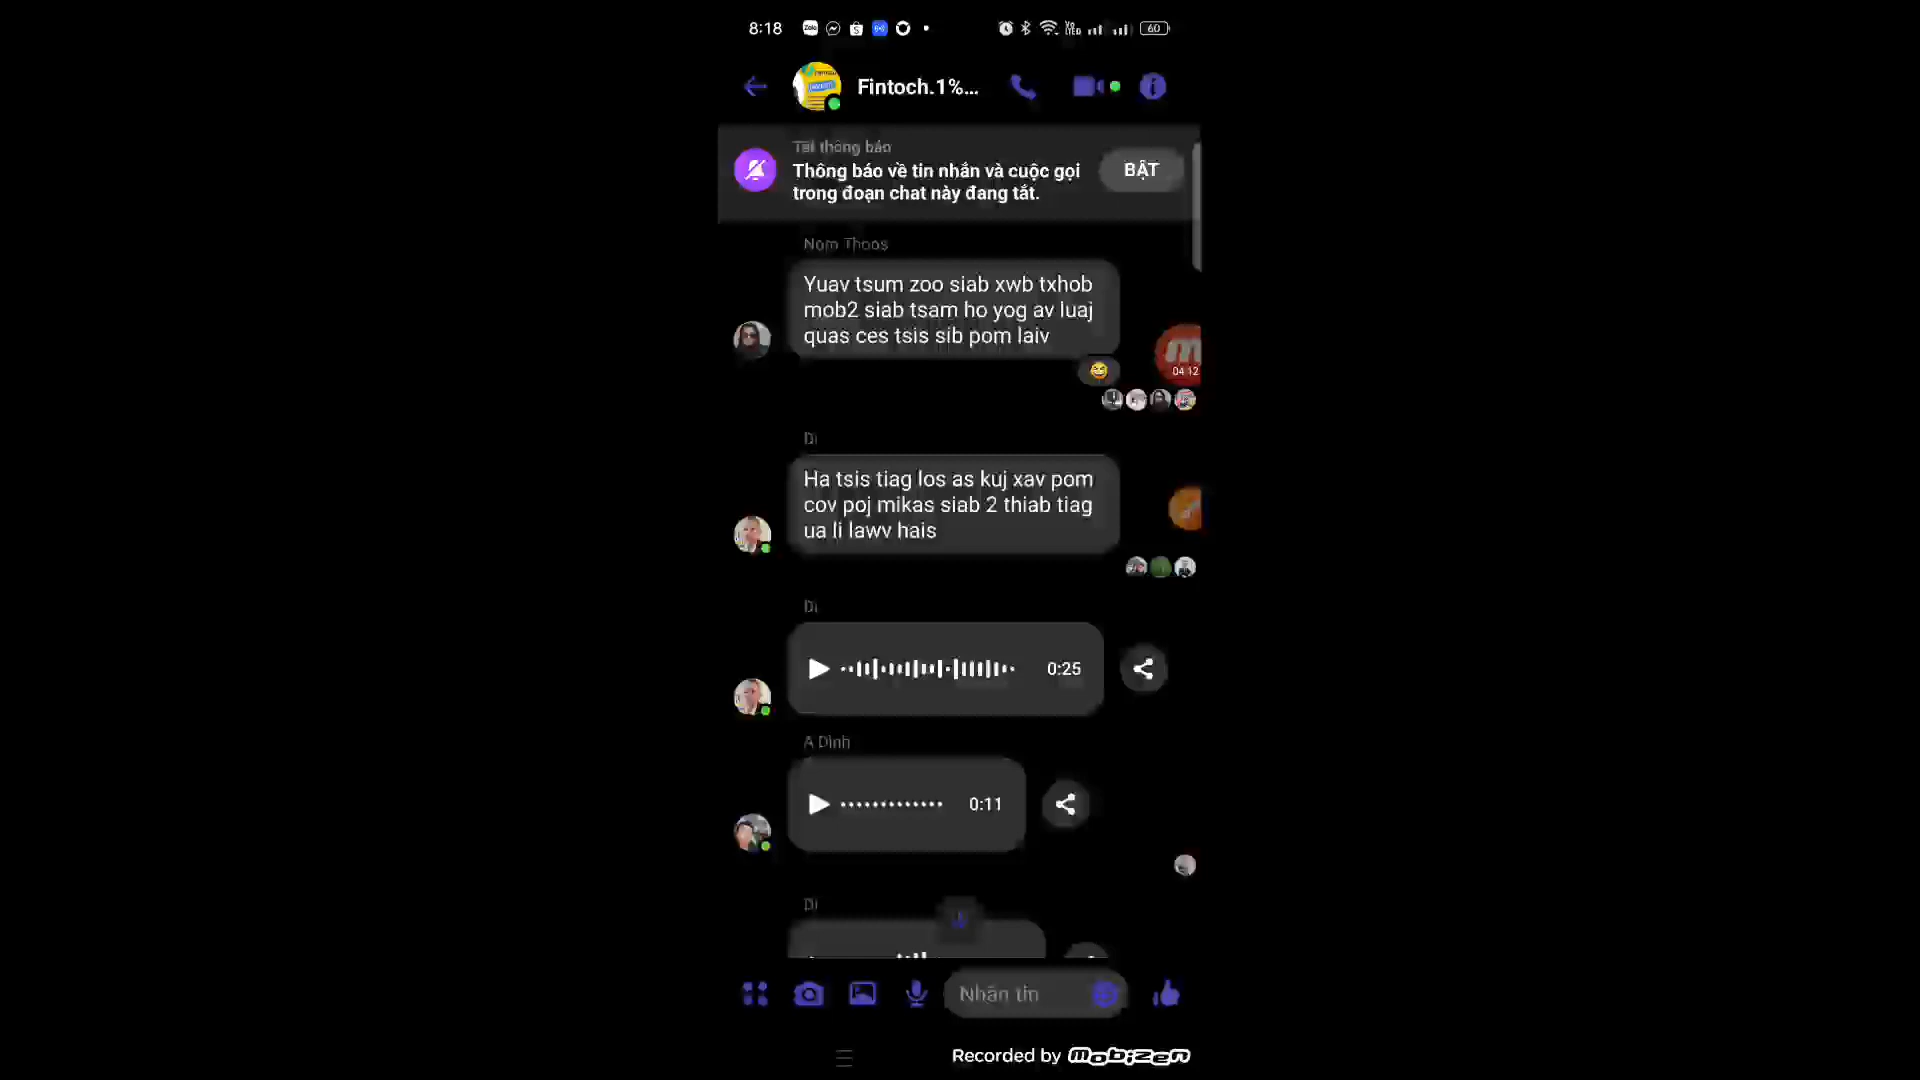 8:18
60
Fintoch.1%...
Tắt thông báo
Thông báo về tin nhắn và cuộc gọi
trong đoạn chat này đang tắt.
BẬT
Nom Thoos
Yuav tsum zoo siab xwb txhob
mob2 siab tsam ho yog av luaj
quas ces tsis sib pom laiv
04:12
Di
Ha tsis tiag los as kuj xav pom
cov poj mikas siab 2 thiab tiag
ua li lawv hais
Di
0:25
A Dình
0:11
Di
Nhắn tin
Recorded by mobizen